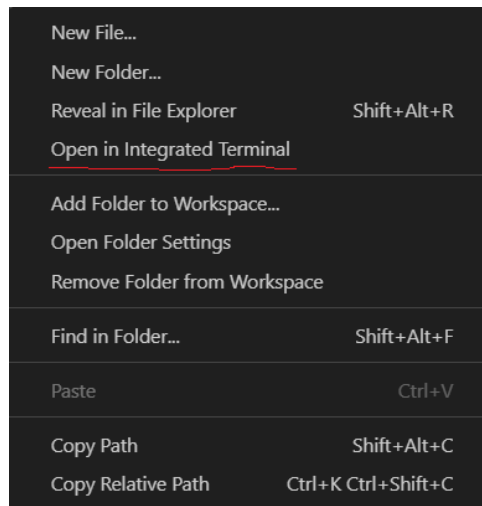 New File...
New Folder...
Reveal in File Explorer Shift+Alt+R
Open in Integrated Terminal
Add Folder to Workspace...
Open Folder Settings
Remove Folder from Workspace
Find in Folder... Shift+Alt+F
Paste Ctrl+V
Copy Path Shift+Alt+C
Copy Relative Path Ctrl+K Ctrl+Shift+C